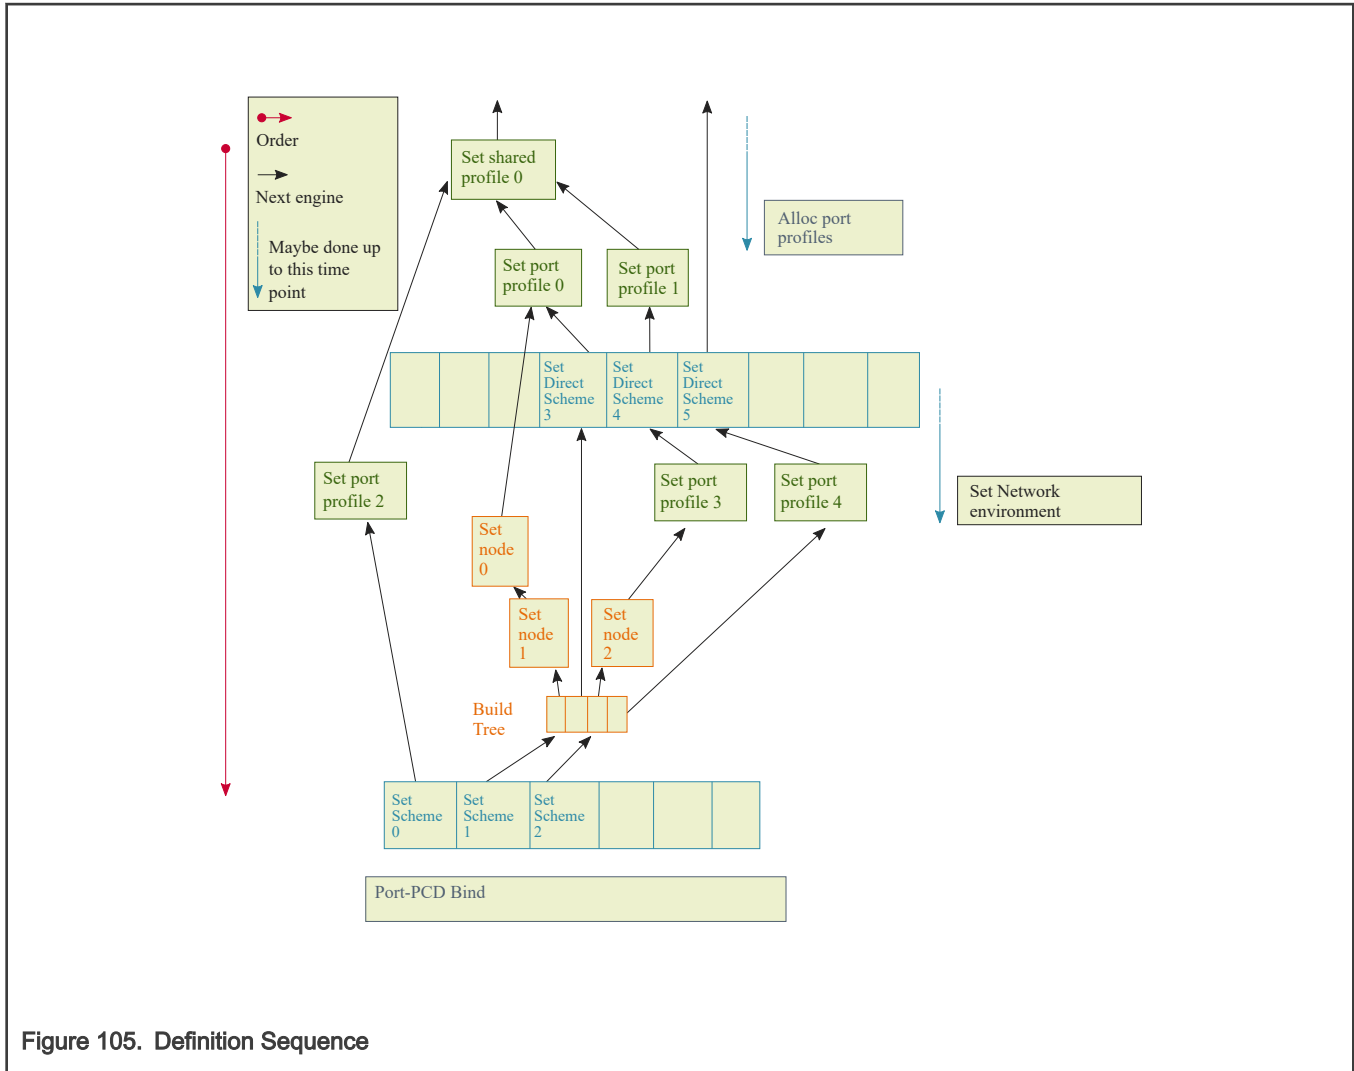 Order
Next engine
Maybe done up
to this time
point
Set shared
profile 0
Alloc port
profiles
Set port
profile 0
Set port
profile 1
Set
Direct
Scheme
3
Set
Direct
Scheme
4
Set
Direct
Scheme
5
Set port
profile 2
Set port
profile 3
Set port
profile 4
Set Network
environment
Set
node
0
Set
node
1
Set
node
2
Build
Tree
Set
Scheme
0
Set
Scheme
1
Set
Scheme
2
Port-PCD Bind
Figure 105. Definition Sequence